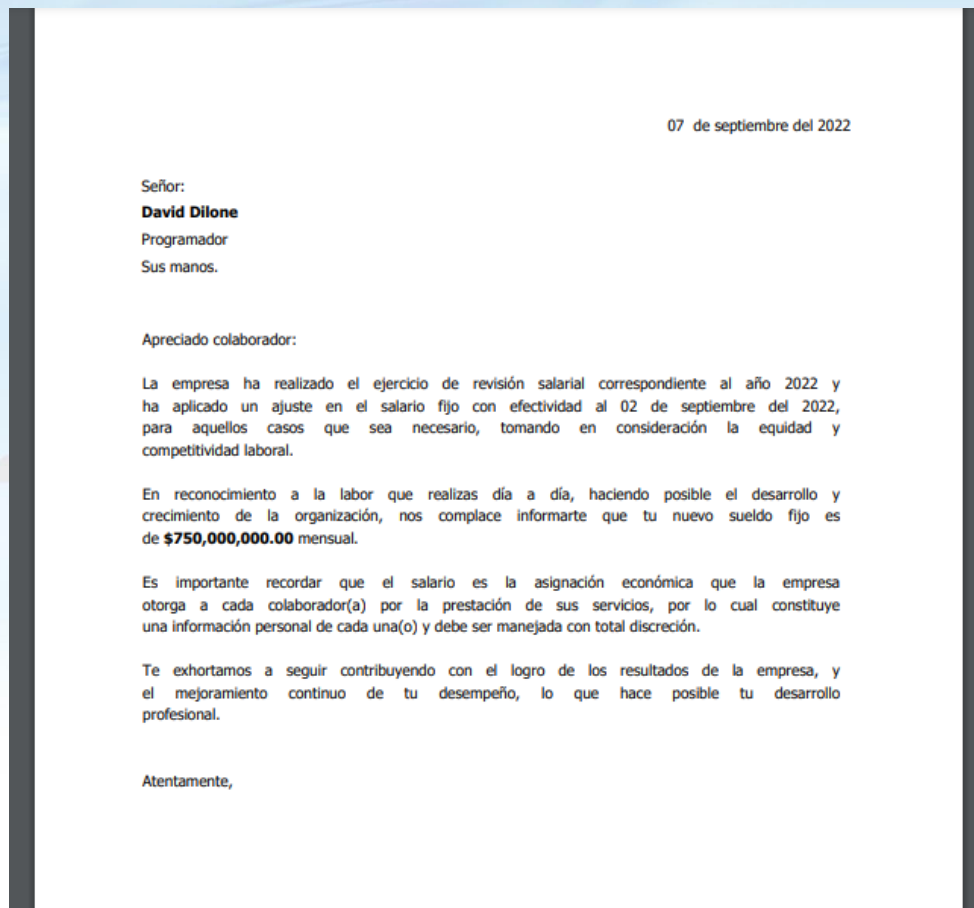 07 de septiembre del 2022
Señor:
David Dilone
Programador
Sus manos.
Apreciado colaborador:
La empresa ha realizado el ejercicio de revisión salarial correspondiente al año 2022 y
ha aplicado un ajuste en el salario fijo con efectividad al 02 de septiembre del 2022,
para aquellos casos que sea necesario, tomando en consideración la equidad y
competitividad laboral.
En reconocimiento a la labor que realizas día a día, haciendo posible el desarrollo y
crecimiento de la organización, nos complace informarte que tu nuevo sueldo fijo es
de $750,000,000.00 mensual.
Es importante recordar que el salario es la asignación económica que la empresa
otorga a cada colaborador(a) por la prestación de sus servicios, por lo cual constituye
una información personal de cada una(o) y debe ser manejada con total discreción.
Te exhortamos a seguir contribuyendo con el logro de los resultados de la empresa, y
el mejoramiento continuo de tu desempeño, lo que hace posible tu desarrollo
profesional.
Atentamente,